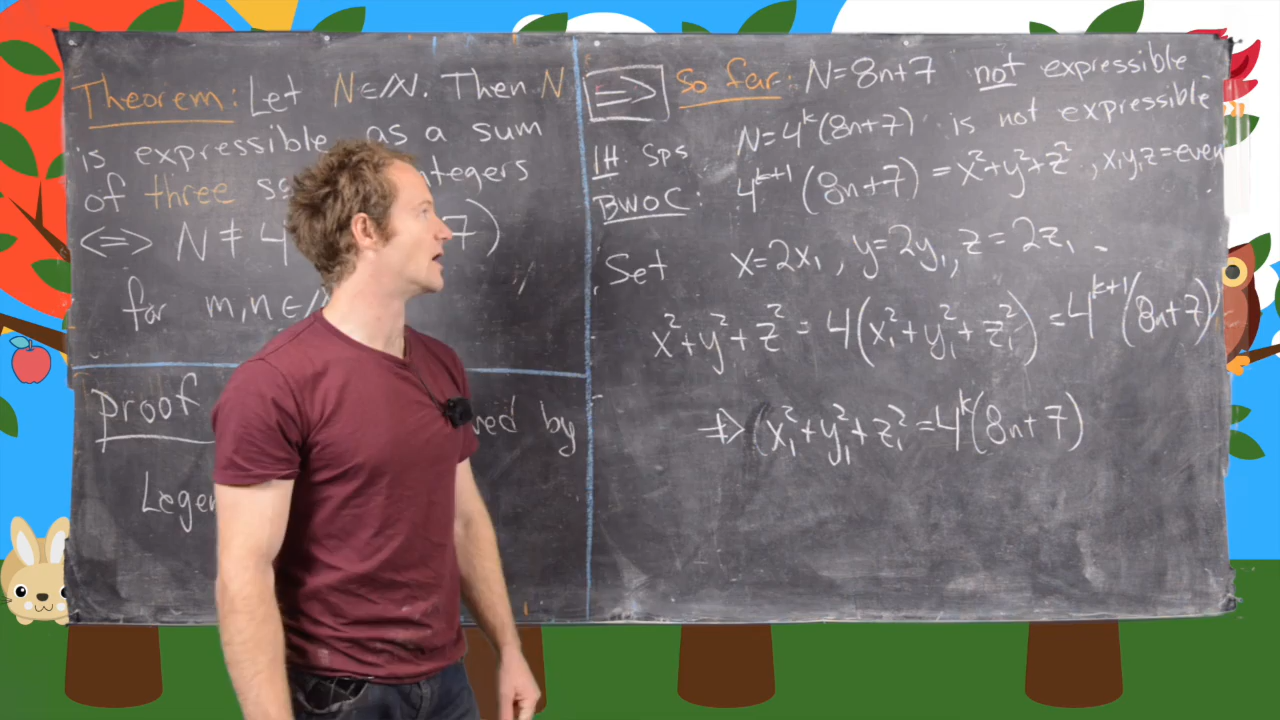 Theorem: Let N∈ℕ. Then N
is expressible as a sum
of three integers
<=> N ≠ 4 7)
for m,n ∈
Proof by
=>
So far: N=8n+7 not expressible
IH: Sps N=4^k(8n+7) is not expressible
BWOC: 4^{k+1}(8n+7) = x²+y²+z², x,y,z=even
Set x=2x₁, y=2y₁, z=2z₁.
x²+y²+z² = 4(x₁²+y₁²+z₁²) = 4^{k+1}(8n+7)
=> (x₁²+y₁²+z₁² = 4^k(8n+7)